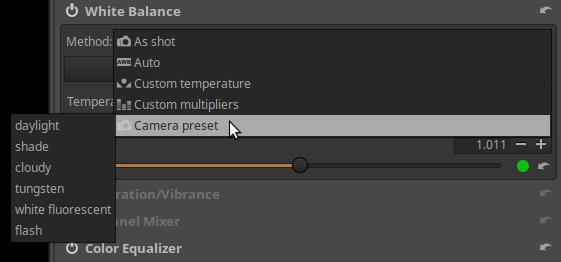 White Balance
Method:
As shot
AWB Auto
Custom temperature
Custom multipliers
Tempera
daylight
Camera preset
shade
1.011
cloudy
tungsten
ration/Vibrance
white fluorescent
nnel Mixer
flash
Color Equalizer